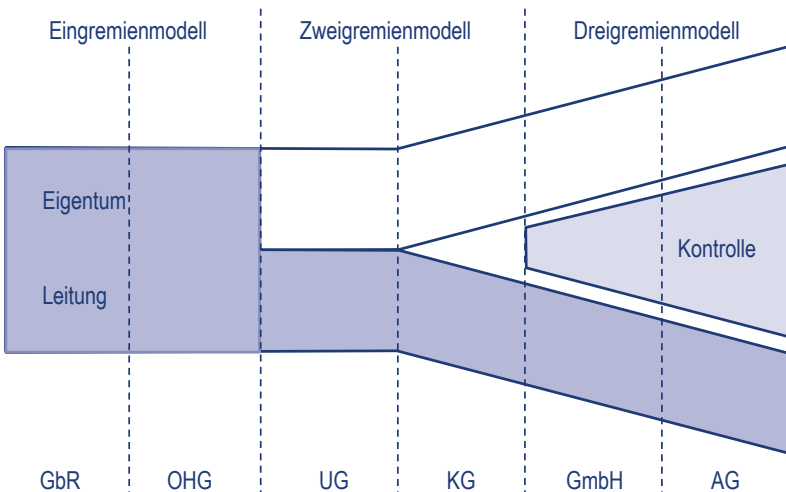 Eingremienmodell
Zweigremienmodell
Dreigremienmodell
Eigentum
Kontrolle
Leitung
GbR
OHG
UG
KG
GmbH
AG